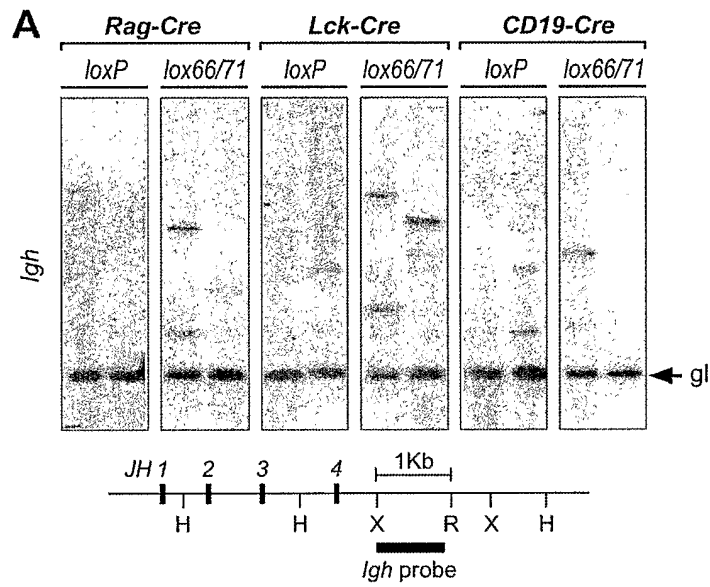 A
Rag-Cre Lck-Cre CD19-Cre
loxP lox66/71 loxP lox66/71 loxP lox66/71
Igh
gl
JH 1 2 3 4 1Kb
H H X R X H
Igh probe